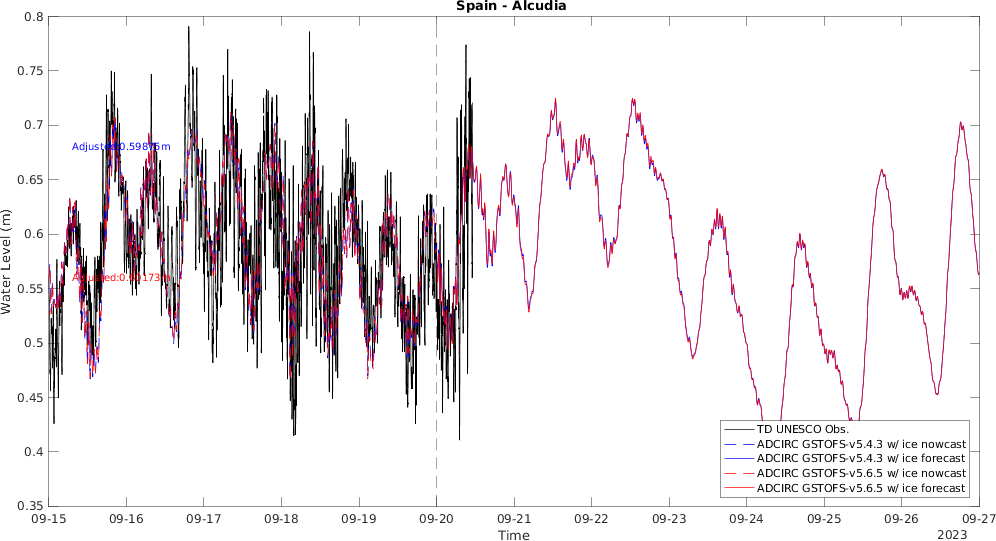 Spain - Alcudia
0.8
0.75
0.7
0.65
0.6
0.55
0.5
0.45
0.4
0.35
Water Level (m)
Adjusted:0.59875m
TD UNESCO Obs.
ADCIRC GSTOFS-v5.4.3 w/ ice nowcast
ADCIRC GSTOFS-v5.4.3 w/ ice forecast
ADCIRC GSTOFS-v5.6.5 w/ ice nowcast
ADCIRC GSTOFS-v5.6.5 w/ ice forecast
09-15 09-16 09-17 09-18 09-19 09-20 09-21 09-22 09-23 09-24 09-25 09-26 09-27
Time
2023